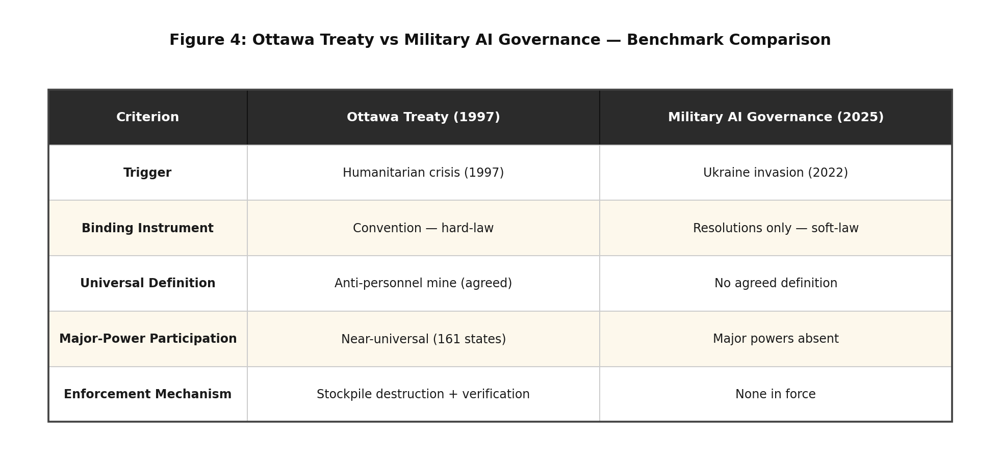 Figure 4: Ottawa Treaty vs Military AI Governance — Benchmark Comparison
Criterion Ottawa Treaty (1997) Military AI Governance (2025)
Trigger Humanitarian crisis (1997) Ukraine invasion (2022)
Binding Instrument Convention — hard-law Resolutions only — soft-law
Universal Definition Anti-personnel mine (agreed) No agreed definition
Major-Power Participation Near-universal (161 states) Major powers absent
Enforcement Mechanism Stockpile destruction + verification None in force